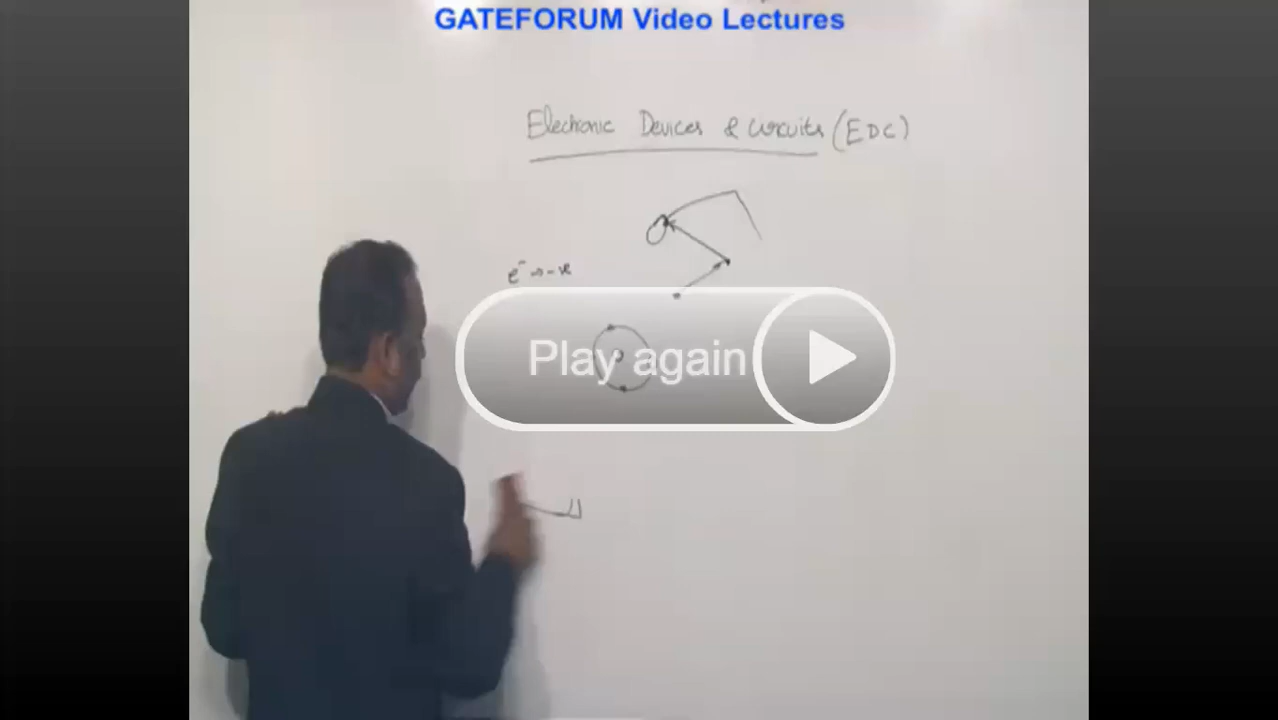 GATEFORUM Video Lectures
Electronic Devices & Circuits (EDC)
e⁻ → -ve
Play again